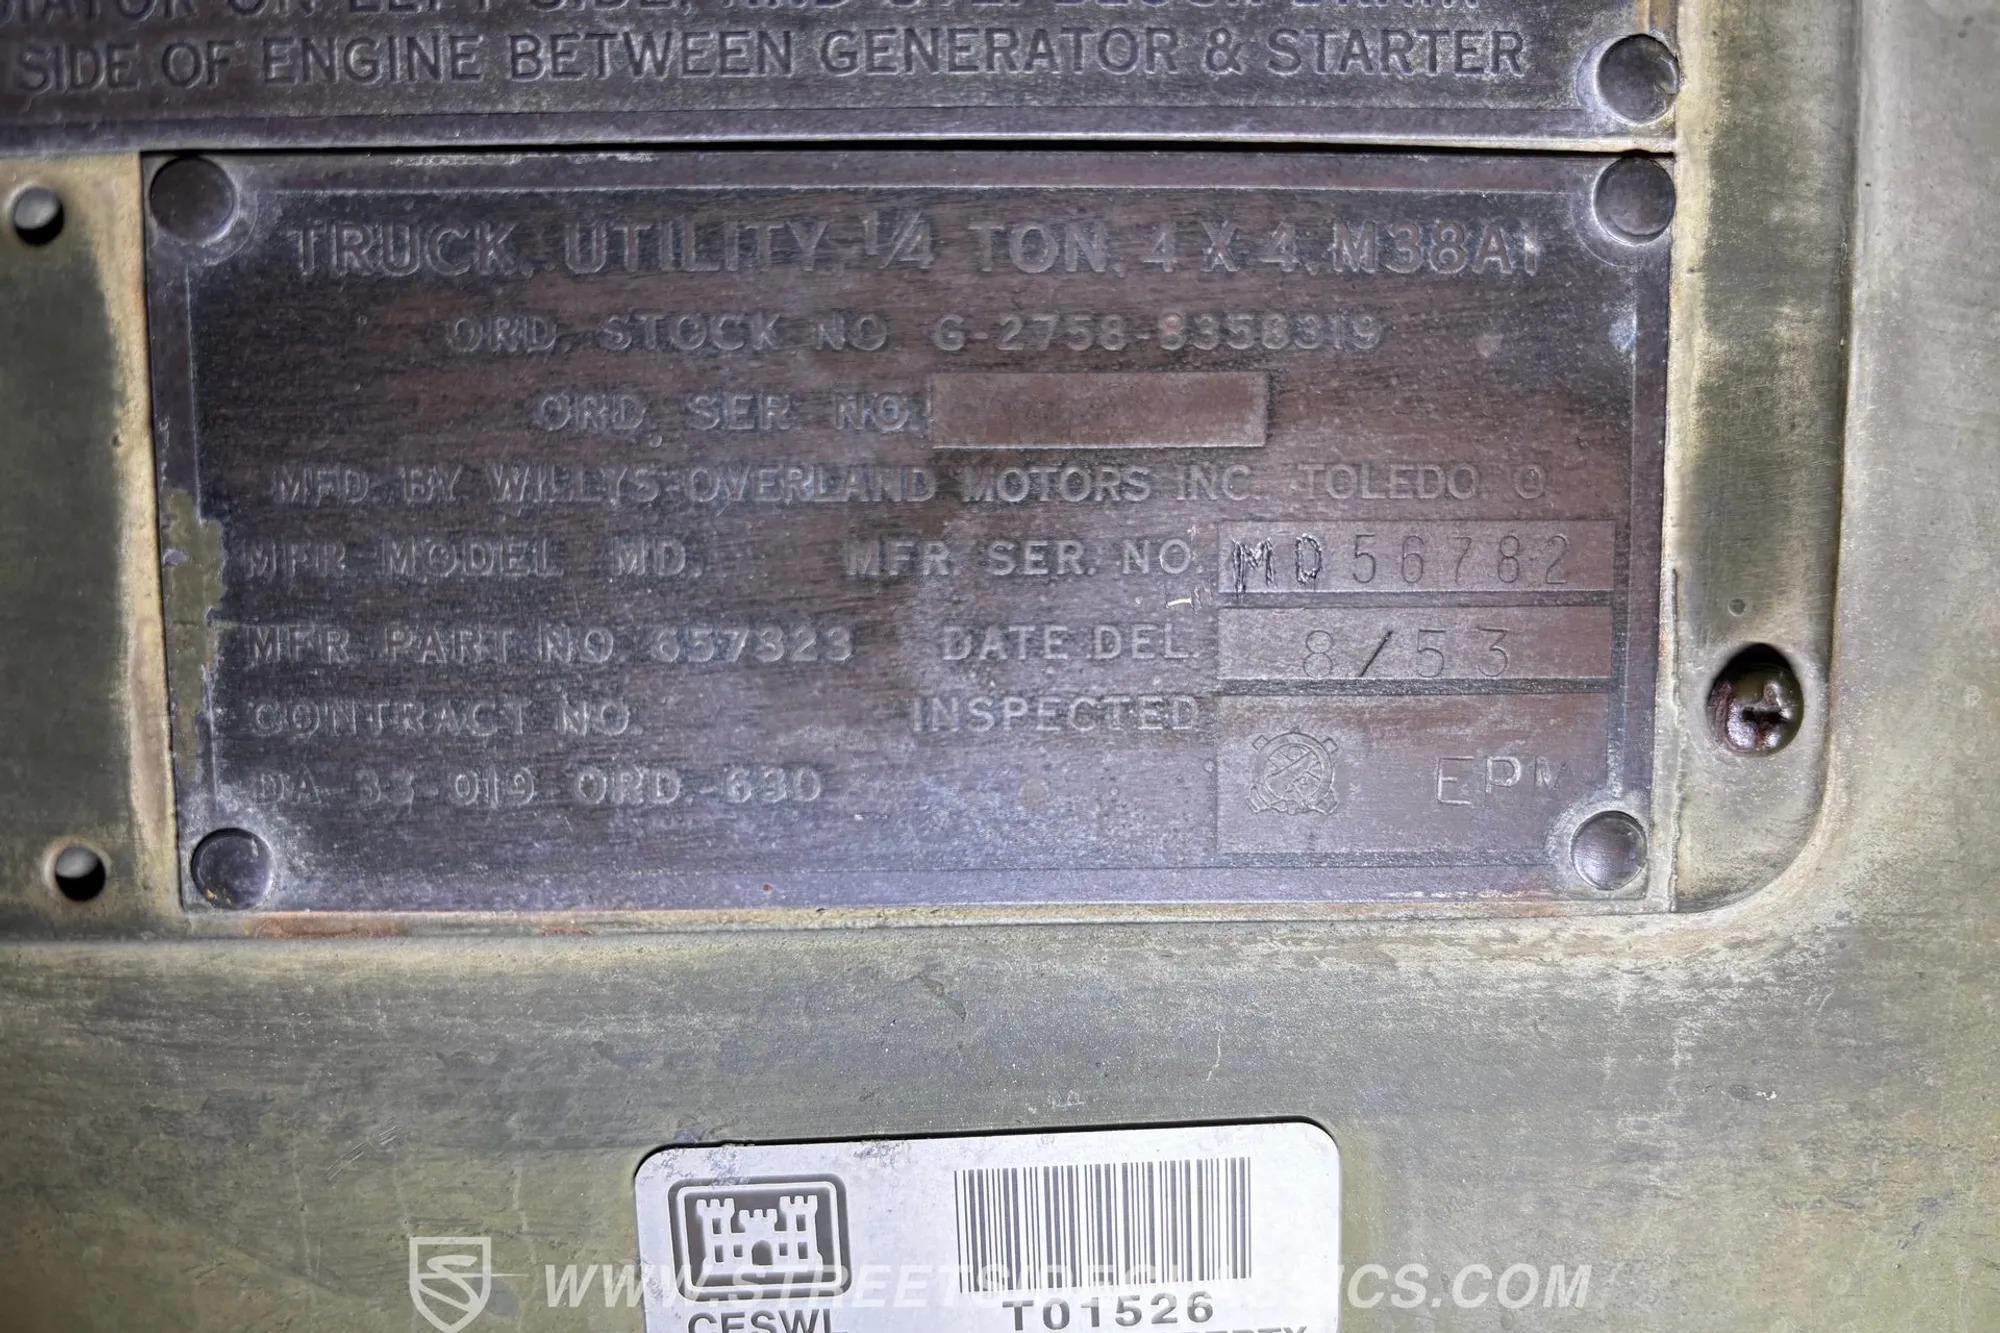 SIDE OF ENGINE BETWEEN GENERATOR & STARTER
TRUCK, UTILITY, 1/4 TON, 4 X 4, M38A1
ORD. STOCK NO G-2758-8358319
ORD. SER NO.
MFD BY WILLYS-OVERLAND MOTORS INC. TOLEDO O
MFR MODEL MD. MFR. SER. NO. MD56782
MFR PART NO 657323 DATE DEL. 8/53
CONTRACT NO. INSPECTED
DA-33-019 ORD.-630 EPM
T01526
CESWL
WWW.STREETSIDECLASSICS.COM